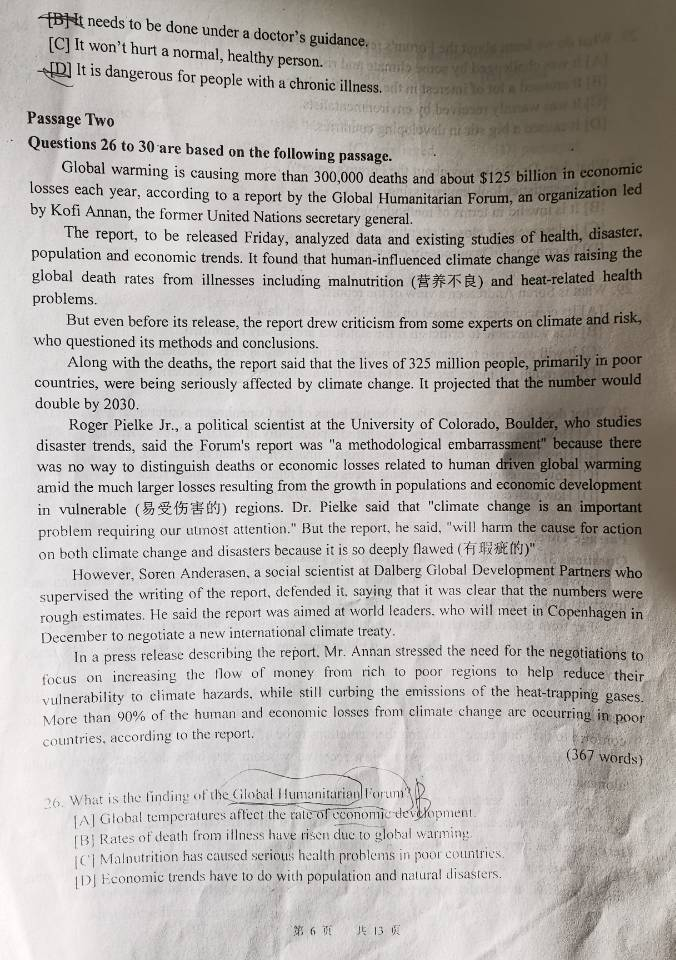 [B] It needs to be done under a doctor's guidance.
[C] It won't hurt a normal, healthy person.
[D] It is dangerous for people with a chronic illness.
Passage Two
Questions 26 to 30 are based on the following passage.
Global warming is causing more than 300,000 deaths and about $125 billion in economic
losses each year, according to a report by the Global Humanitarian Forum, an organization led
by Kofi Annan, the former United Nations secretary general.
The report, to be released Friday, analyzed data and existing studies of health, disaster,
population and economic trends. It found that human-influenced climate change was raising the
global death rates from illnesses including malnutrition (营养不良) and heat-related health
problems.
But even before its release, the report drew criticism from some experts on climate and risk,
who questioned its methods and conclusions.
Along with the deaths, the report said that the lives of 325 million people, primarily in poor
countries, were being seriously affected by climate change. It projected that the number would
double by 2030.
Roger Pielke Jr., a political scientist at the University of Colorado, Boulder, who studies
disaster trends, said the Forum's report was "a methodological embarrassment" because there
was no way to distinguish deaths or economic losses related to human driven global warming
amid the much larger losses resulting from the growth in populations and economic development
in vulnerable (易受伤害的) regions. Dr. Pielke said that "climate change is an important
problem requiring our utmost attention." But the report, he said, "will harm the cause for action
on both climate change and disasters because it is so deeply flawed (有瑕疵的)"
However, Soren Anderasen, a social scientist at Dalberg Global Development Partners who
supervised the writing of the report, defended it, saying that it was clear that the numbers were
rough estimates. He said the report was aimed at world leaders, who will meet in Copenhagen in
December to negotiate a new international climate treaty.
In a press release describing the report, Mr. Annan stressed the need for the negotiations to
focus on increasing the flow of money from rich to poor regions to help reduce their
vulnerability to climate hazards, while still curbing the emissions of the heat-trapping gases.
More than 90% of the human and economic losses from climate change are occurring in poor
countries, according to the report.
(367 words)
26. What is the finding of the Global Humanitarian Forum? B
[A] Global temperatures affect the rate of economic development.
[B] Rates of death from illness have risen due to global warming.
[C] Malnutrition has caused serious health problems in poor countries.
[D] Economic trends have to do with population and natural disasters.
第 6 页 共 13 页